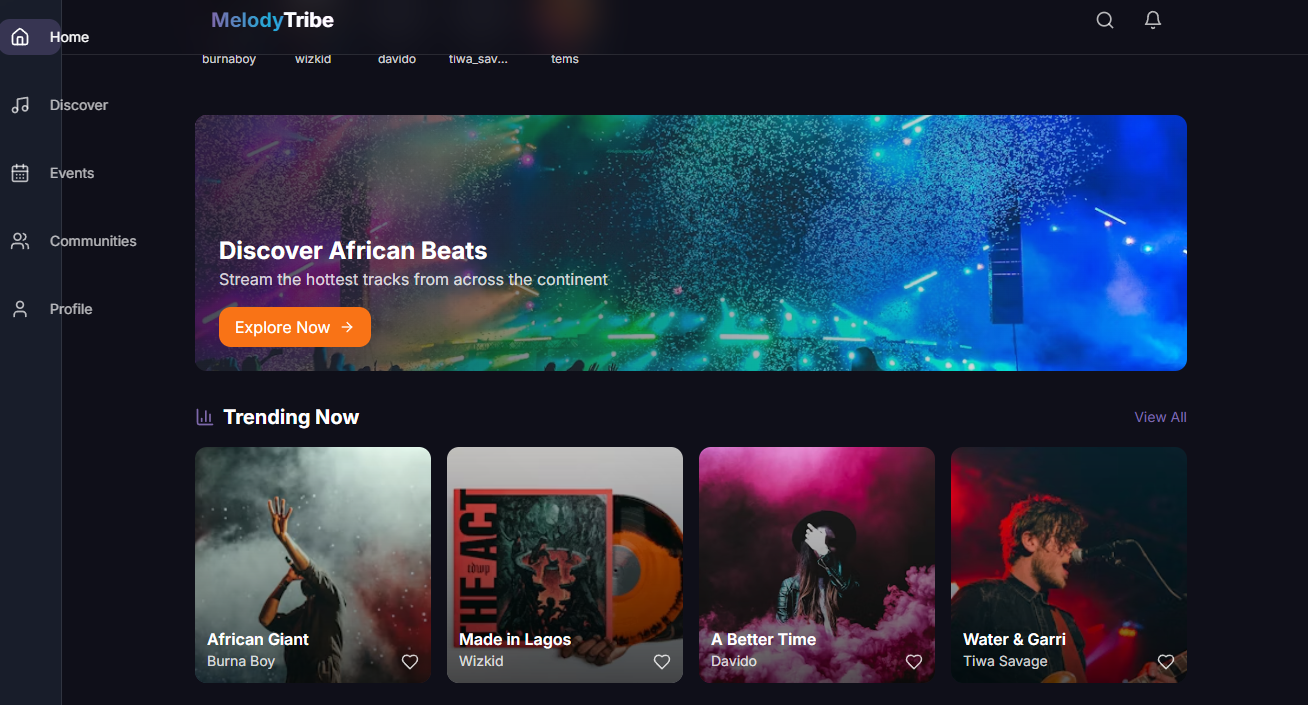 MelodyTribe
Home
Discover
Events
Communities
Profile
burnaboy
wizkid
davido
tiwa_sav...
tems
Discover African Beats
Stream the hottest tracks from across the continent
Explore Now
Trending Now
View All
THE ACT
tdwp
African Giant
Burna Boy
Made in Lagos
Wizkid
A Better Time
Davido
Water & Garri
Tiwa Savage